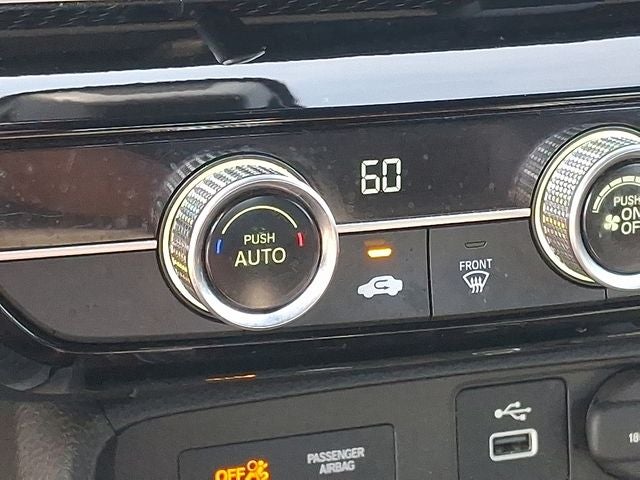 60
PUSH
AUTO
FRONT
PUSH
ON
OFF
OFF
PASSENGER
AIRBAG